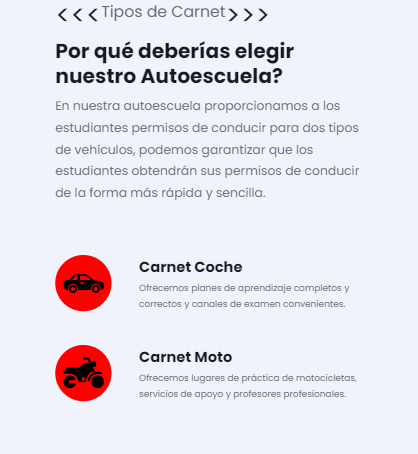 <<< Tipos de Carnet >>>
Por qué deberías elegir
nuestro Autoescuela?
En nuestra autoescuela proporcionamos a los
estudiantes permisos de conducir para dos tipos
de vehículos, podemos garantizar que los
estudiantes obtendrán sus permisos de conducir
de la forma más rápida y sencilla.
Carnet Coche
Ofrecemos planes de aprendizaje completos y
correctos y canales de examen convenientes.
Carnet Moto
Ofrecemos lugares de práctica de motocicletas,
servicios de apoyo y profesores profesionales.